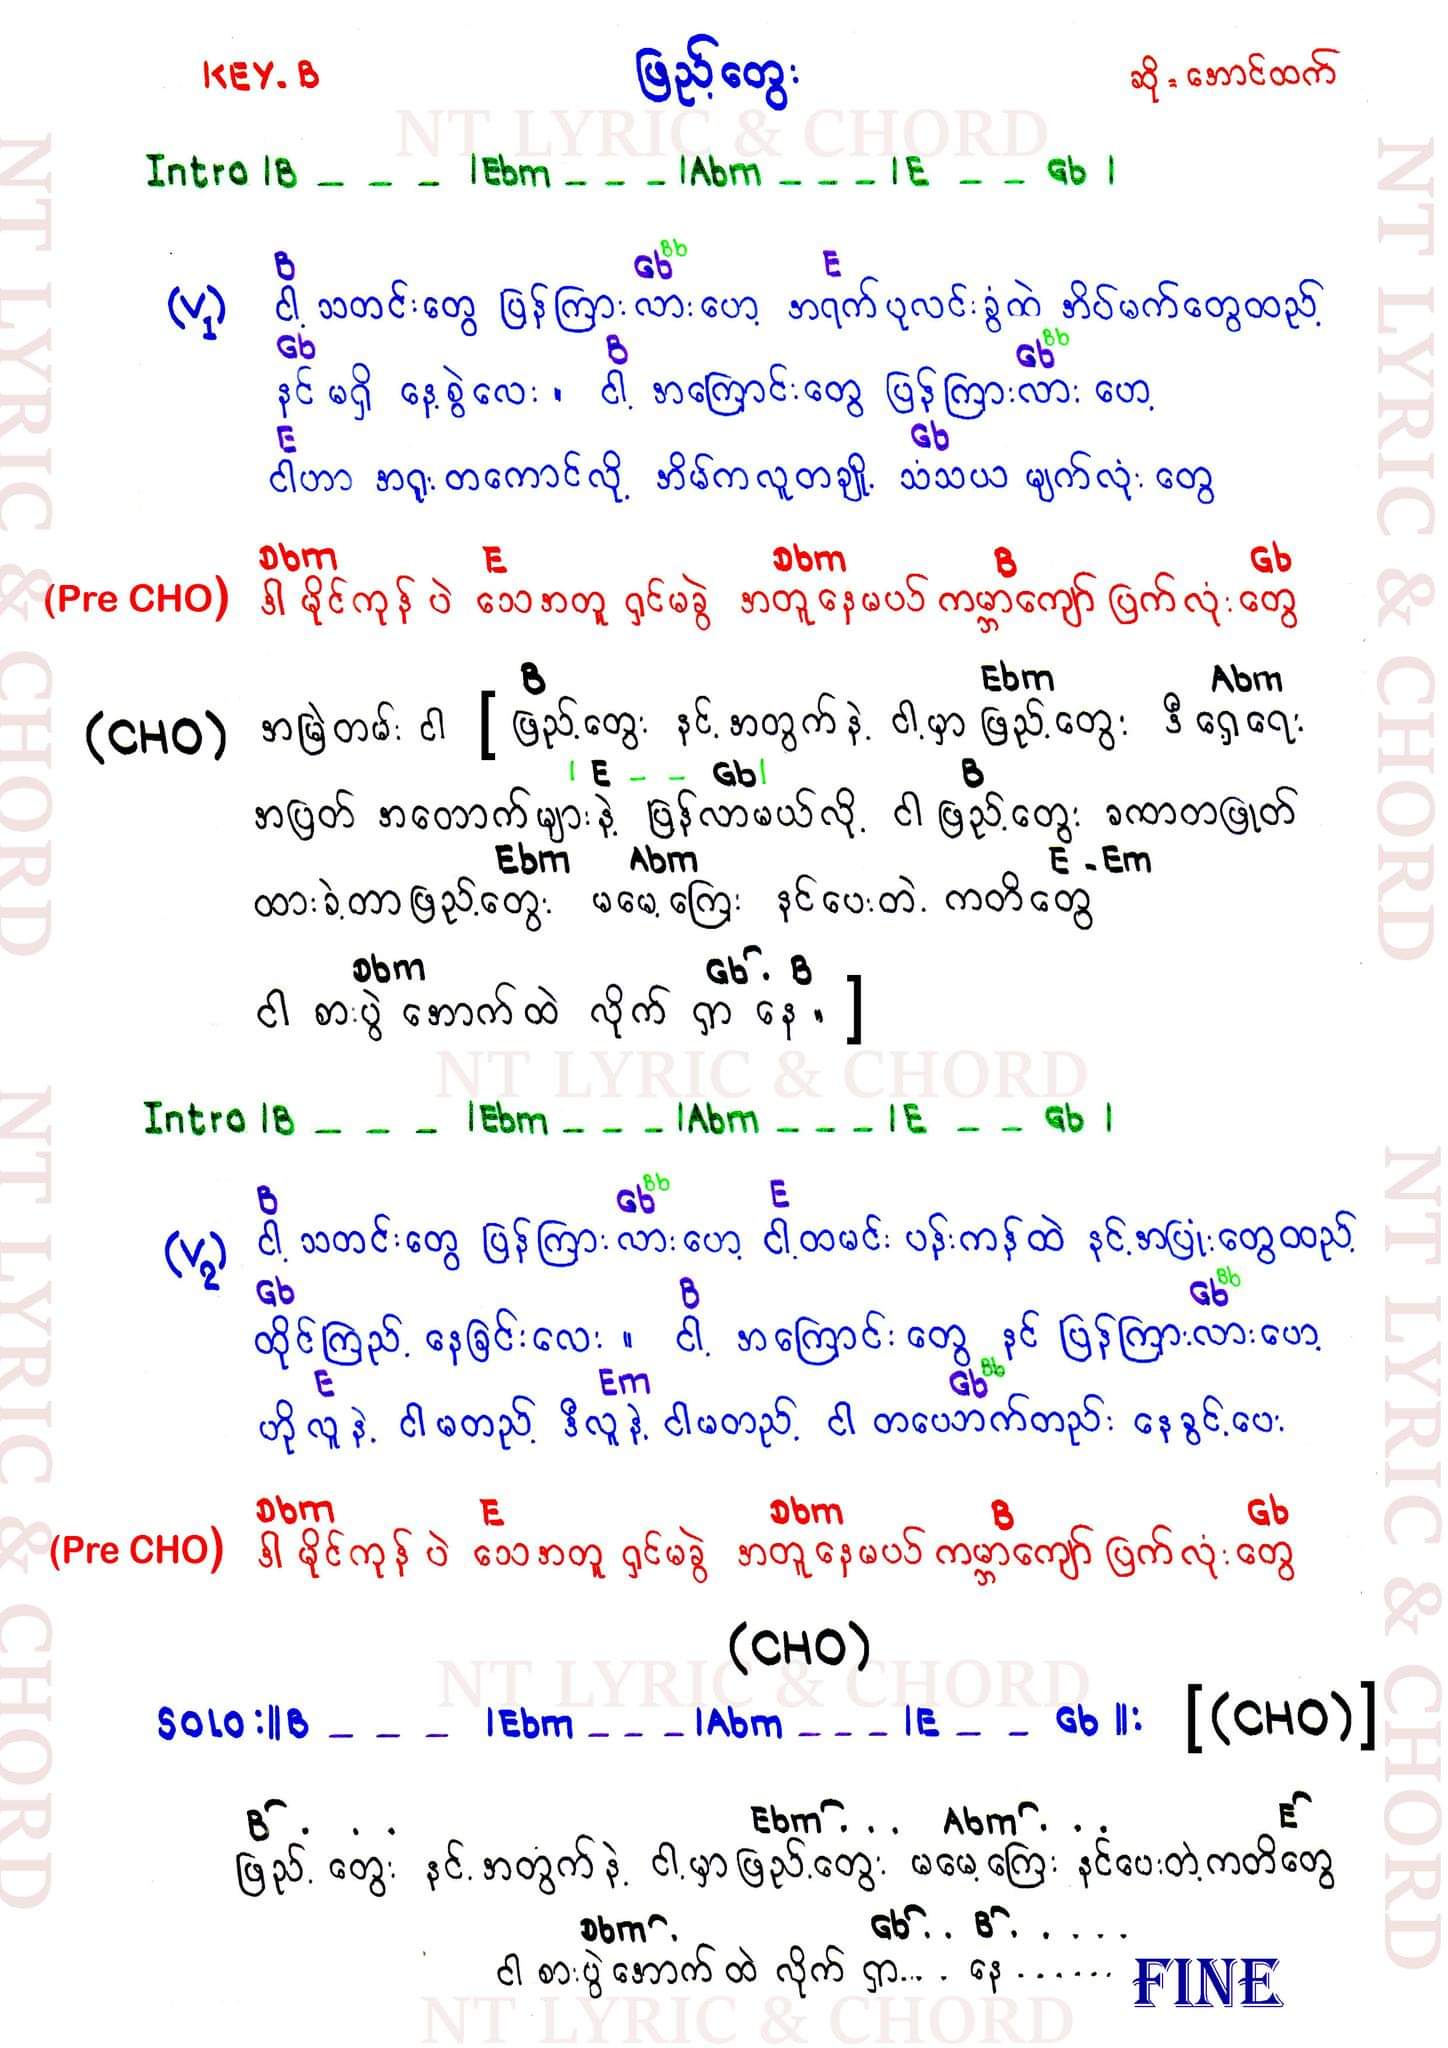 KEY. B ဖြည့်တွေး ဆို = အောင်ထက်
NT LYRIC & CHORD
Intro |B _ _ _ |Ebm _ _ _ |Abm _ _ _ |E _ _ Gb |
B Gb Bb E
(V1) ငါ့ သတင်းတွေ ပြန်ကြားလားဟေ့ အရက်ပုလင်းခွံကဲ အိပ်မက်တွေထည့်
Gb B Gb Bb
နင်မရှိ နေ့စွဲလေး ။ ငါ့ အကြောင်းတွေ ပြန်ကြားလား ဟေ့
E Gb
ငါဟာ အရူးတကောင်လို့ အိမ်ကလူတချို့ သံသယ မျက်လုံးတွေ
Dbm E Dbm B Gb
(Pre CHO) ဒါ မိုင်ကုန် ပဲ သေအတူ ရှင်မခွဲ အတူနေမယ် ကမ္ဘာကျော် ပြက်လုံးတွေ
B Ebm Abm
(CHO) အမြဲတမ်း ငါ [ ဖြည့်တွေး နင့်အတွက်နဲ့ ငါ့မှာ ဖြည့်တွေး ဒီ ရှေ့ရေး
| E _ _ Gb | B
အပြတ် အတောက်များနဲ့ ပြန်လာမယ်လို့ ငါ ဖြည့်တွေး ခဏတဖြုတ်
Ebm Abm E - Em
ထားခဲ့တာဖြည့်တွေး မမေ့ကြေး နင်ပေးတဲ့ ကတိတွေ
Dbm Gb . B
ငါ စားပွဲ အောက်ထဲ လိုက် ရှာ နေ ။ ]
NT LYRIC & CHORD
Intro |B _ _ _ |Ebm _ _ _ |Abm _ _ _ |E _ _ Gb |
B Gb Bb E
(V2) ငါ့ သတင်းတွေ ပြန်ကြားလားဟေ့ ငါ့ထမင်း ပန်းကန်ထဲ နင့်အပြုံးတွေထည့်
Gb B Gb Bb
ထိုင်ကြည့် နေခြင်းလေး ။ ငါ့ အကြောင်းတွေ နင် ပြန်ကြားလားဟေ့
E Em Gb Bb
ဟိုလူနဲ့ ငါမတည့် ဒီလူနဲ့ ငါမတည့် ငါ တယောက်တည်း နေခွင့်ပေး
Dbm E Dbm B Gb
(Pre CHO) ဒါ မိုင်ကုန် ပဲ သေအတူ ရှင်မခွဲ အတူနေမယ် ကမ္ဘာကျော် ပြက်လုံးတွေ
(CHO)
NT LYRIC & CHORD
SOLO :||B _ _ _ |Ebm _ _ _ |Abm _ _ _ |E _ _ Gb ||: [(CHO)]
B . . . Ebm . . . Abm . . . E
ဖြည့် တွေး နင့်အတွက်နဲ့ ငါ့မှာဖြည့်တွေး မမေ့ကြေး နင်ပေးတဲ့ကတိတွေ
Dbm . Gb . . B . . . . . .
ငါ စားပွဲအောက် ထဲ လိုက် ရှာ.... နေ ...... FINE
NT LYRIC & CHORD
NT LYRIC & CHORD
NT LYRIC & CHORD
NT LYRIC & CHORD
NT LYRIC & CHORD